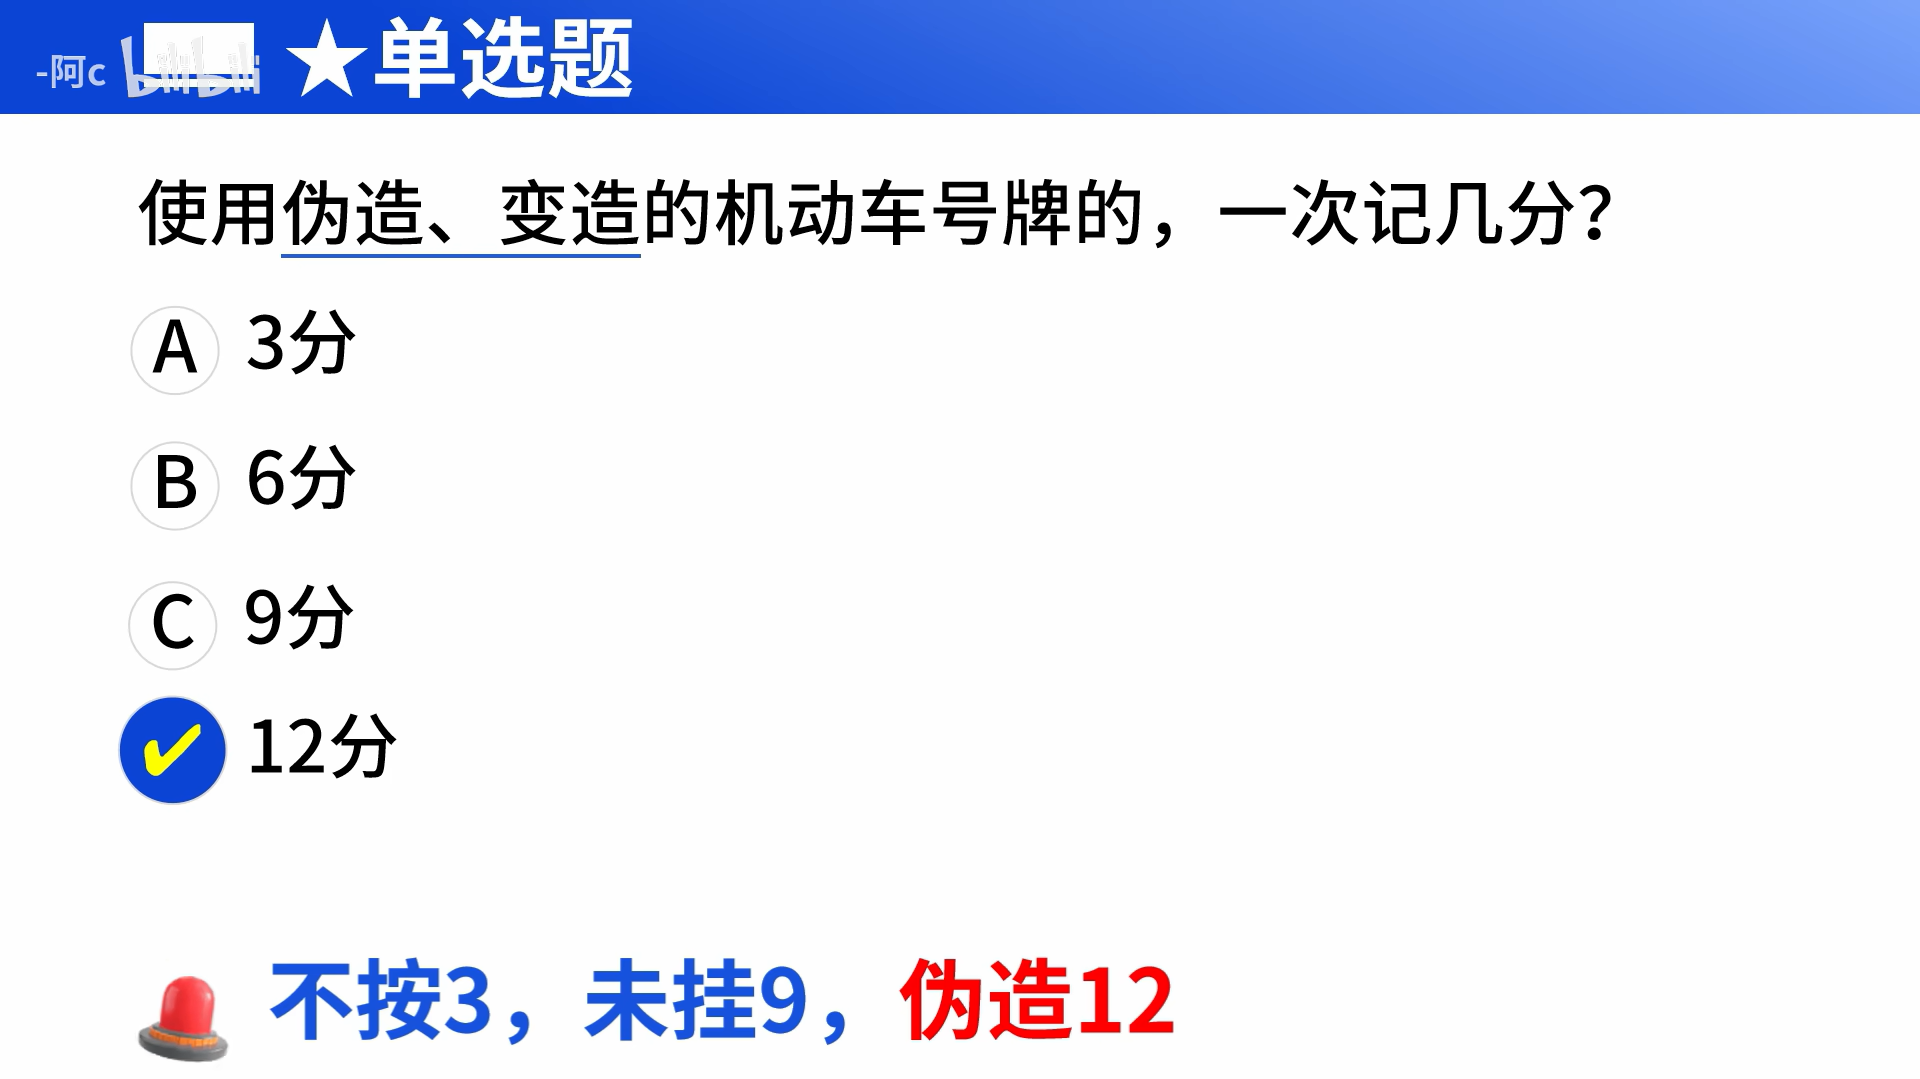 -阿c bilibili ★单选题
使用伪造、变造的机动车号牌的，一次记几分？
A 3分
B 6分
C 9分
✔ 12分
不按3，未挂9，伪造12